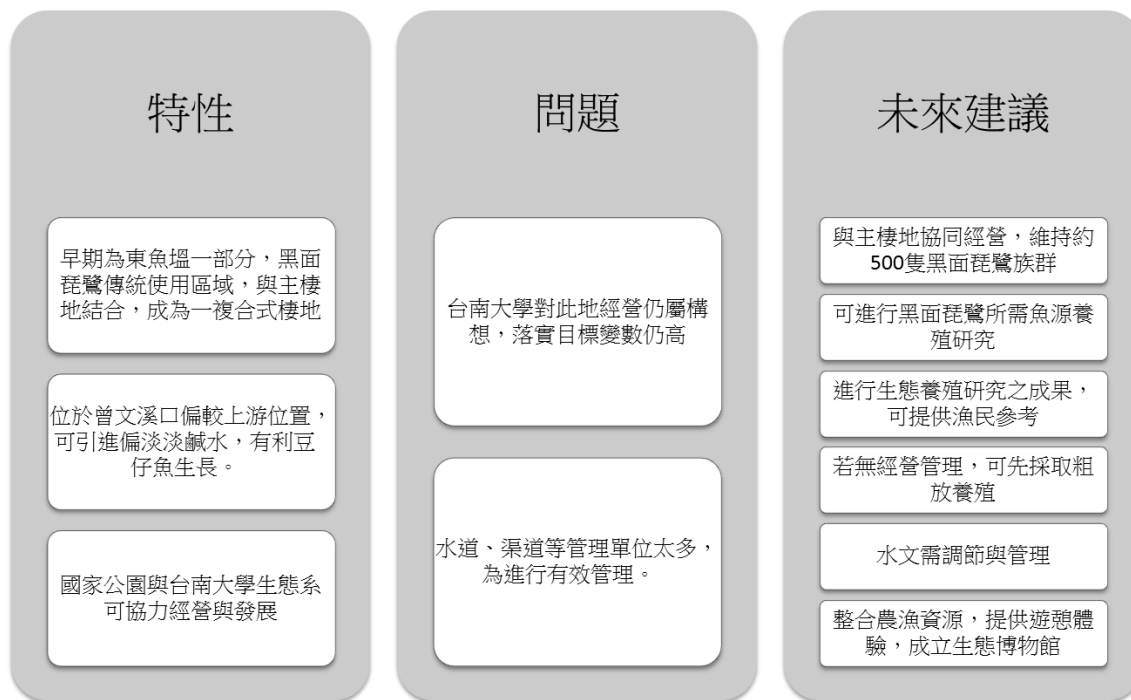 特性
早期為東魚塭一部分，黑面
琵鷺傳統使用區域，與主棲
地結合，成為一複合式棲地
位於曾文溪口偏較上游位置，
可引進偏淡淡鹹水，有利豆
仔魚生長。
國家公園與台南大學生態系
可協力經營與發展
問題
台南大學對此地經營仍屬構
想，落實目標變數仍高
水道、渠道等管理單位太多，
為進行有效管理。
未來建議
與主棲地協同經營，維持約
500隻黑面琵鷺族群
可進行黑面琵鷺所需魚源養
殖研究
進行生態養殖研究之成果，
可提供漁民參考
若無經營管理，可先採取粗
放養殖
水文需調節與管理
整合農漁資源，提供遊憩體
驗，成立生態博物館